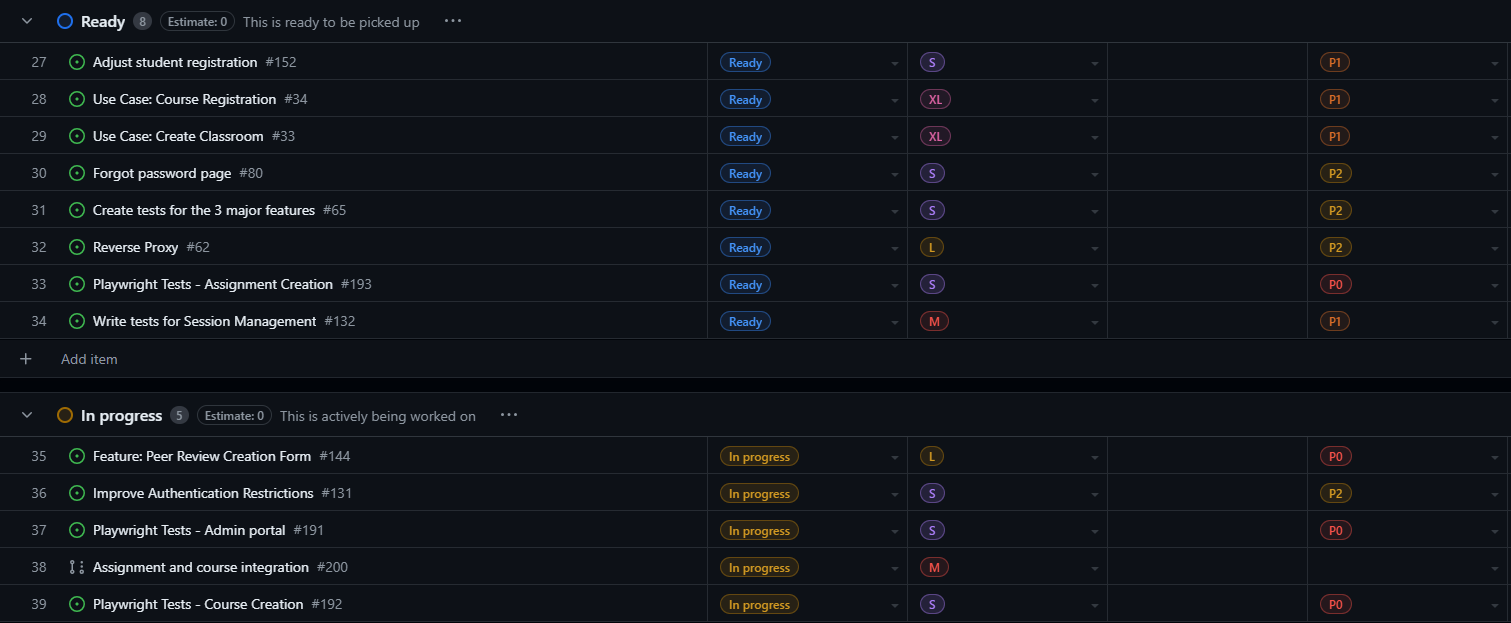 Ready 8 Estimate: 0 This is ready to be picked up ...
27 Adjust student registration #152 Ready S P1
28 Use Case: Course Registration #34 Ready XL P1
29 Use Case: Create Classroom #33 Ready XL P1
30 Forgot password page #80 Ready S P2
31 Create tests for the 3 major features #65 Ready S P2
32 Reverse Proxy #62 Ready L P2
33 Playwright Tests - Assignment Creation #193 Ready S P0
34 Write tests for Session Management #132 Ready M P1
+ Add item
In progress 5 Estimate: 0 This is actively being worked on ...
35 Feature: Peer Review Creation Form #144 In progress L P0
36 Improve Authentication Restrictions #131 In progress S P2
37 Playwright Tests - Admin portal #191 In progress S P0
38 Assignment and course integration #200 In progress M
39 Playwright Tests - Course Creation #192 In progress S P0